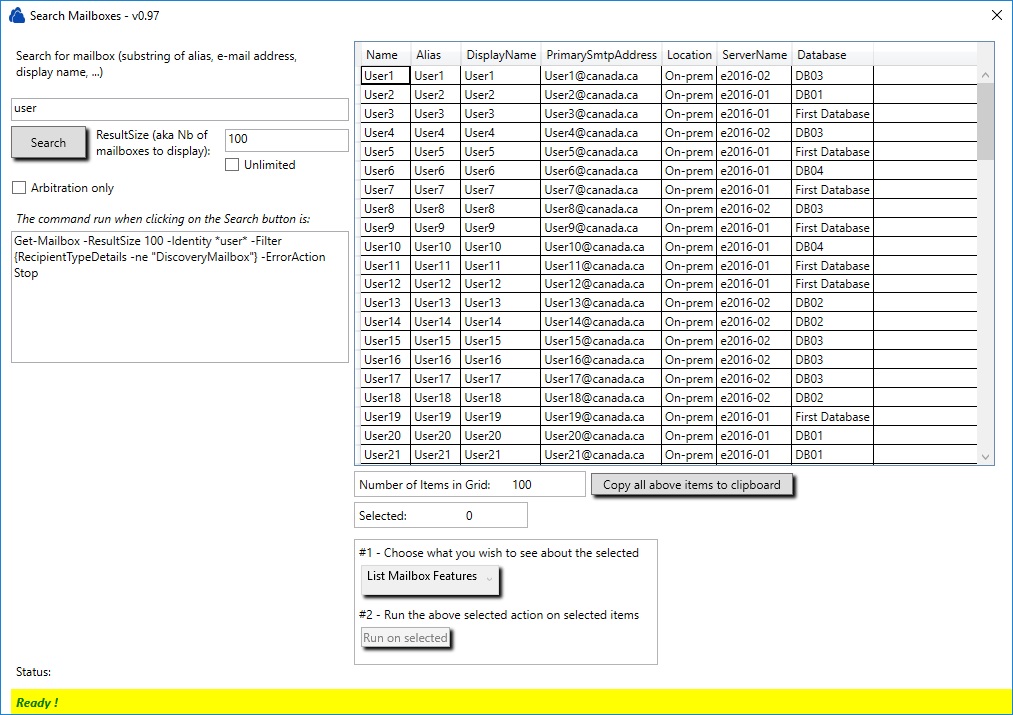 Search Mailboxes - v0.97
Search for mailbox (substring of alias, e-mail address,
display name, ...)
user
Search
ResultSize (aka Nb of
mailboxes to display):
100
Unlimited
Arbitration only
The command run when clicking on the Search button is:
Get-Mailbox -ResultSize 100 -Identity *user* -Filter
{RecipientTypeDetails -ne "DiscoveryMailbox"} -ErrorAction
Stop
Name Alias DisplayName PrimarySmtpAddress Location ServerName Database
User1 User1 User1 User1@canada.ca On-prem e2016-02 DB03
User2 User2 User2 User2@canada.ca On-prem e2016-02 DB01
User3 User3 User3 User3@canada.ca On-prem e2016-01 First Database
User4 User4 User4 User4@canada.ca On-prem e2016-02 DB03
User5 User5 User5 User5@canada.ca On-prem e2016-01 First Database
User6 User6 User6 User6@canada.ca On-prem e2016-01 DB04
User7 User7 User7 User7@canada.ca On-prem e2016-01 First Database
User8 User8 User8 User8@canada.ca On-prem e2016-02 DB03
User9 User9 User9 User9@canada.ca On-prem e2016-01 First Database
User10 User10 User10 User10@canada.ca On-prem e2016-01 DB04
User11 User11 User11 User11@canada.ca On-prem e2016-01 First Database
User12 User12 User12 User12@canada.ca On-prem e2016-01 First Database
User13 User13 User13 User13@canada.ca On-prem e2016-02 DB02
User14 User14 User14 User14@canada.ca On-prem e2016-02 DB02
User15 User15 User15 User15@canada.ca On-prem e2016-02 DB03
User16 User16 User16 User16@canada.ca On-prem e2016-02 DB03
User17 User17 User17 User17@canada.ca On-prem e2016-02 DB03
User18 User18 User18 User18@canada.ca On-prem e2016-02 DB02
User19 User19 User19 User19@canada.ca On-prem e2016-01 First Database
User20 User20 User20 User20@canada.ca On-prem e2016-01 DB01
User21 User21 User21 User21@canada.ca On-prem e2016-01 DB01
Number of Items in Grid: 100
Copy all above items to clipboard
Selected: 0
#1 - Choose what you wish to see about the selected
List Mailbox Features
#2 - Run the above selected action on selected items
Run on selected
Status:
Ready !